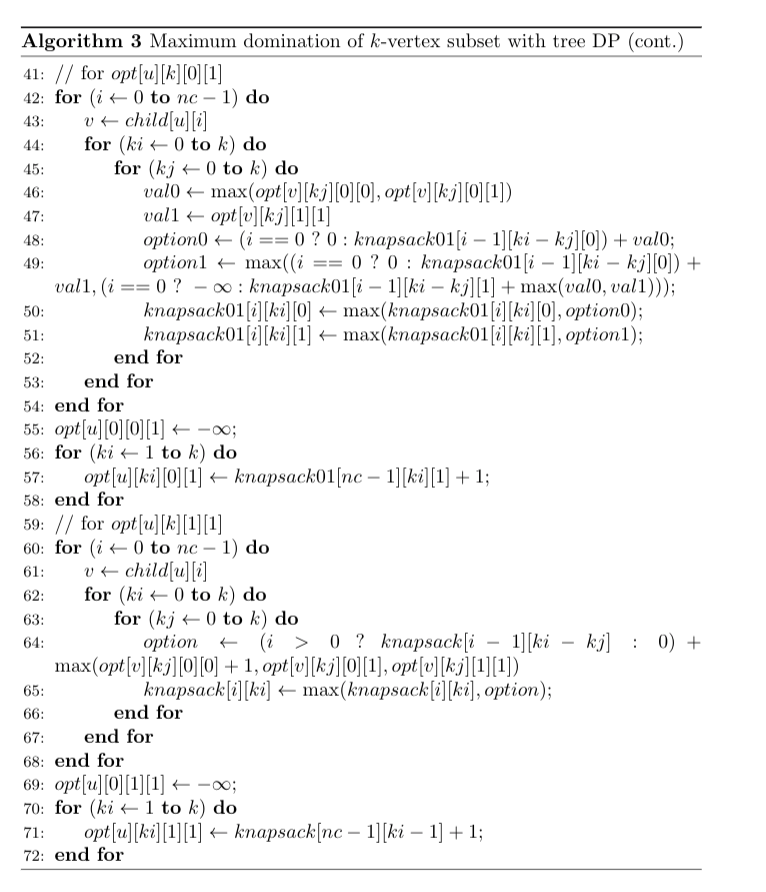 Algorithm 3 Maximum domination of k-vertex subset with tree DP (cont.)
41: // for opt[u][k][0][1]
42: for (i ← 0 to nc − 1) do
43: v ← child[u][i]
44: for (ki ← 0 to k) do
45: for (kj ← 0 to k) do
46: val0 ← max(opt[v][kj][0][0], opt[v][kj][0][1])
47: val1 ← opt[v][kj][1][1]
48: option0 ← (i == 0 ? 0 : knapsack01[i − 1][ki − kj][0]) + val0;
49: option1 ← max((i == 0 ? 0 : knapsack01[i − 1][ki − kj][0]) +
val1, (i == 0 ? − ∞ : knapsack01[i − 1][ki − kj][1] + max(val0, val1)));
50: knapsack01[i][ki][0] ← max(knapsack01[i][ki][0], option0);
51: knapsack01[i][ki][1] ← max(knapsack01[i][ki][1], option1);
52: end for
53: end for
54: end for
55: opt[u][0][0][1] ← −∞;
56: for (ki ← 1 to k) do
57: opt[u][ki][0][1] ← knapsack01[nc − 1][ki][1] + 1;
58: end for
59: // for opt[u][k][1][1]
60: for (i ← 0 to nc − 1) do
61: v ← child[u][i]
62: for (ki ← 0 to k) do
63: for (kj ← 0 to k) do
64: option ← (i > 0 ? knapsack[i − 1][ki − kj] : 0) +
max(opt[v][kj][0][0] + 1, opt[v][kj][0][1], opt[v][kj][1][1])
65: knapsack[i][ki] ← max(knapsack[i][ki], option);
66: end for
67: end for
68: end for
69: opt[u][0][1][1] ← −∞;
70: for (ki ← 1 to k) do
71: opt[u][ki][1][1] ← knapsack[nc − 1][ki − 1] + 1;
72: end for